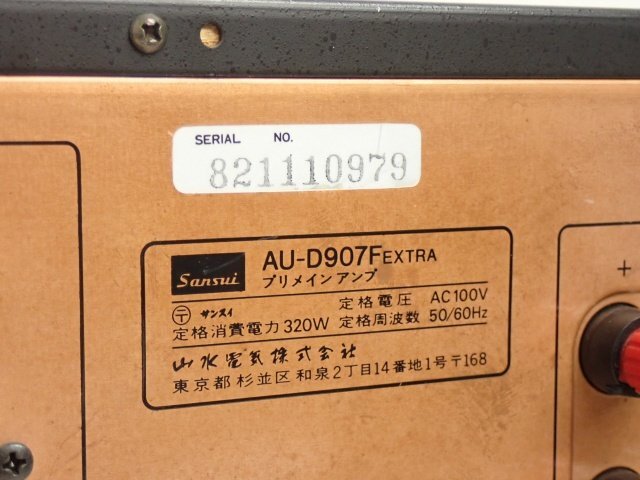 SERIAL NO.
821110979
Sansui AU-D907F EXTRA
プリメインアンプ
〒 サンスイ 定格電圧 AC100V
定格消費電力 320W 定格周波数 50/60Hz
山水電気株式会社
東京都杉並区和泉2丁目14番地1号〒168
+